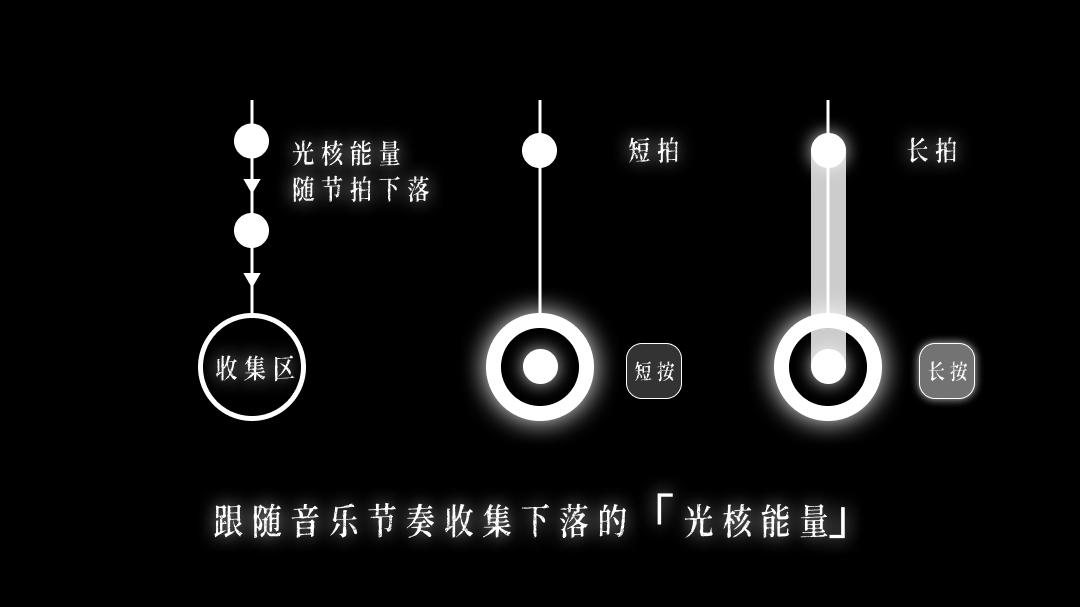 光核能量
随节拍下落
收集区
短拍
短按
长拍
长按
跟随音乐节奏收集下落的「光核能量」